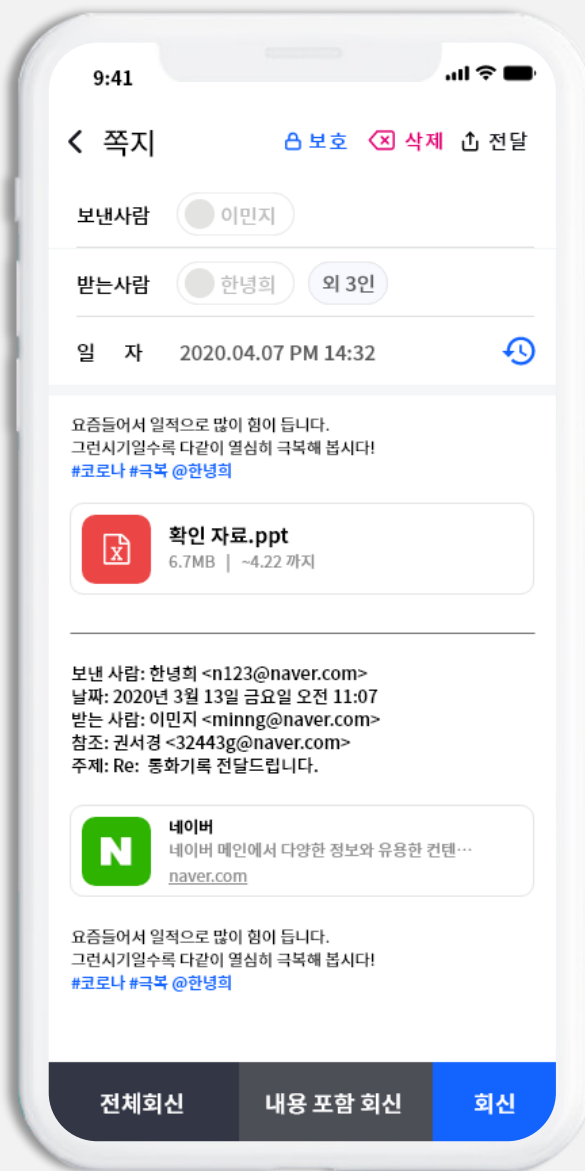 9:41
쪽지 보호 삭제 전달
보낸사람 이민지
받는사람 한녕희 외 3인
일 자 2020.04.07 PM 14:32
요즘들어서 일적으로 많이 힘이 듭니다.
그런시기일수록 다같이 열심히 극복해 봅시다!
#코로나 #극복 @한녕희
X
확인 자료.ppt
6.7MB | ~4.22 까지
보낸 사람: 한녕희 <n123@naver.com>
날짜: 2020년 3월 13일 금요일 오전 11:07
받는 사람: 이민지 <minng@naver.com>
참조: 권서경 <32443g@naver.com>
주제: Re: 통화기록 전달드립니다.
N
네이버
네이버 메인에서 다양한 정보와 유용한 컨텐…
naver.com
요즘들어서 일적으로 많이 힘이 듭니다.
그런시기일수록 다같이 열심히 극복해 봅시다!
#코로나 #극복 @한녕희
전체회신 내용 포함 회신 회신